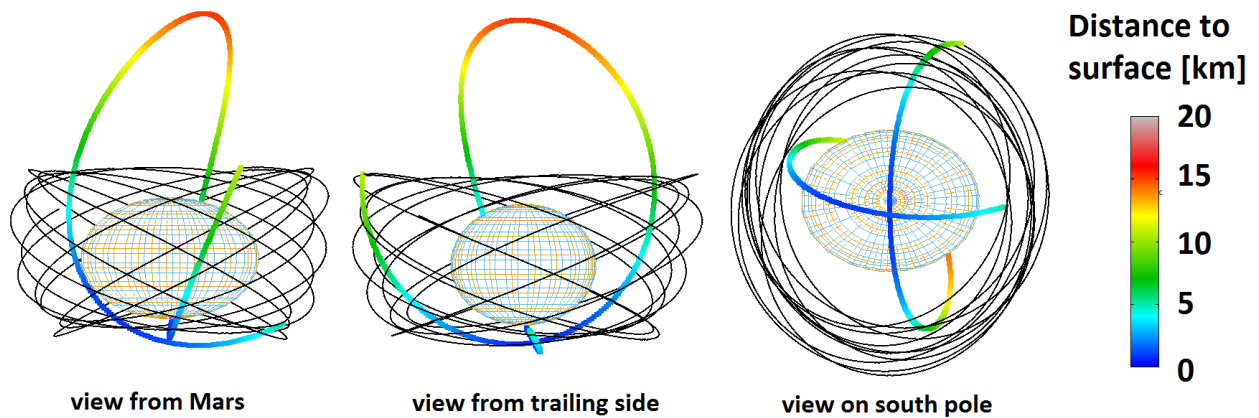 Distance to
surface [km]
20
15
10
5
0
view from Mars
view from trailing side
view on south pole